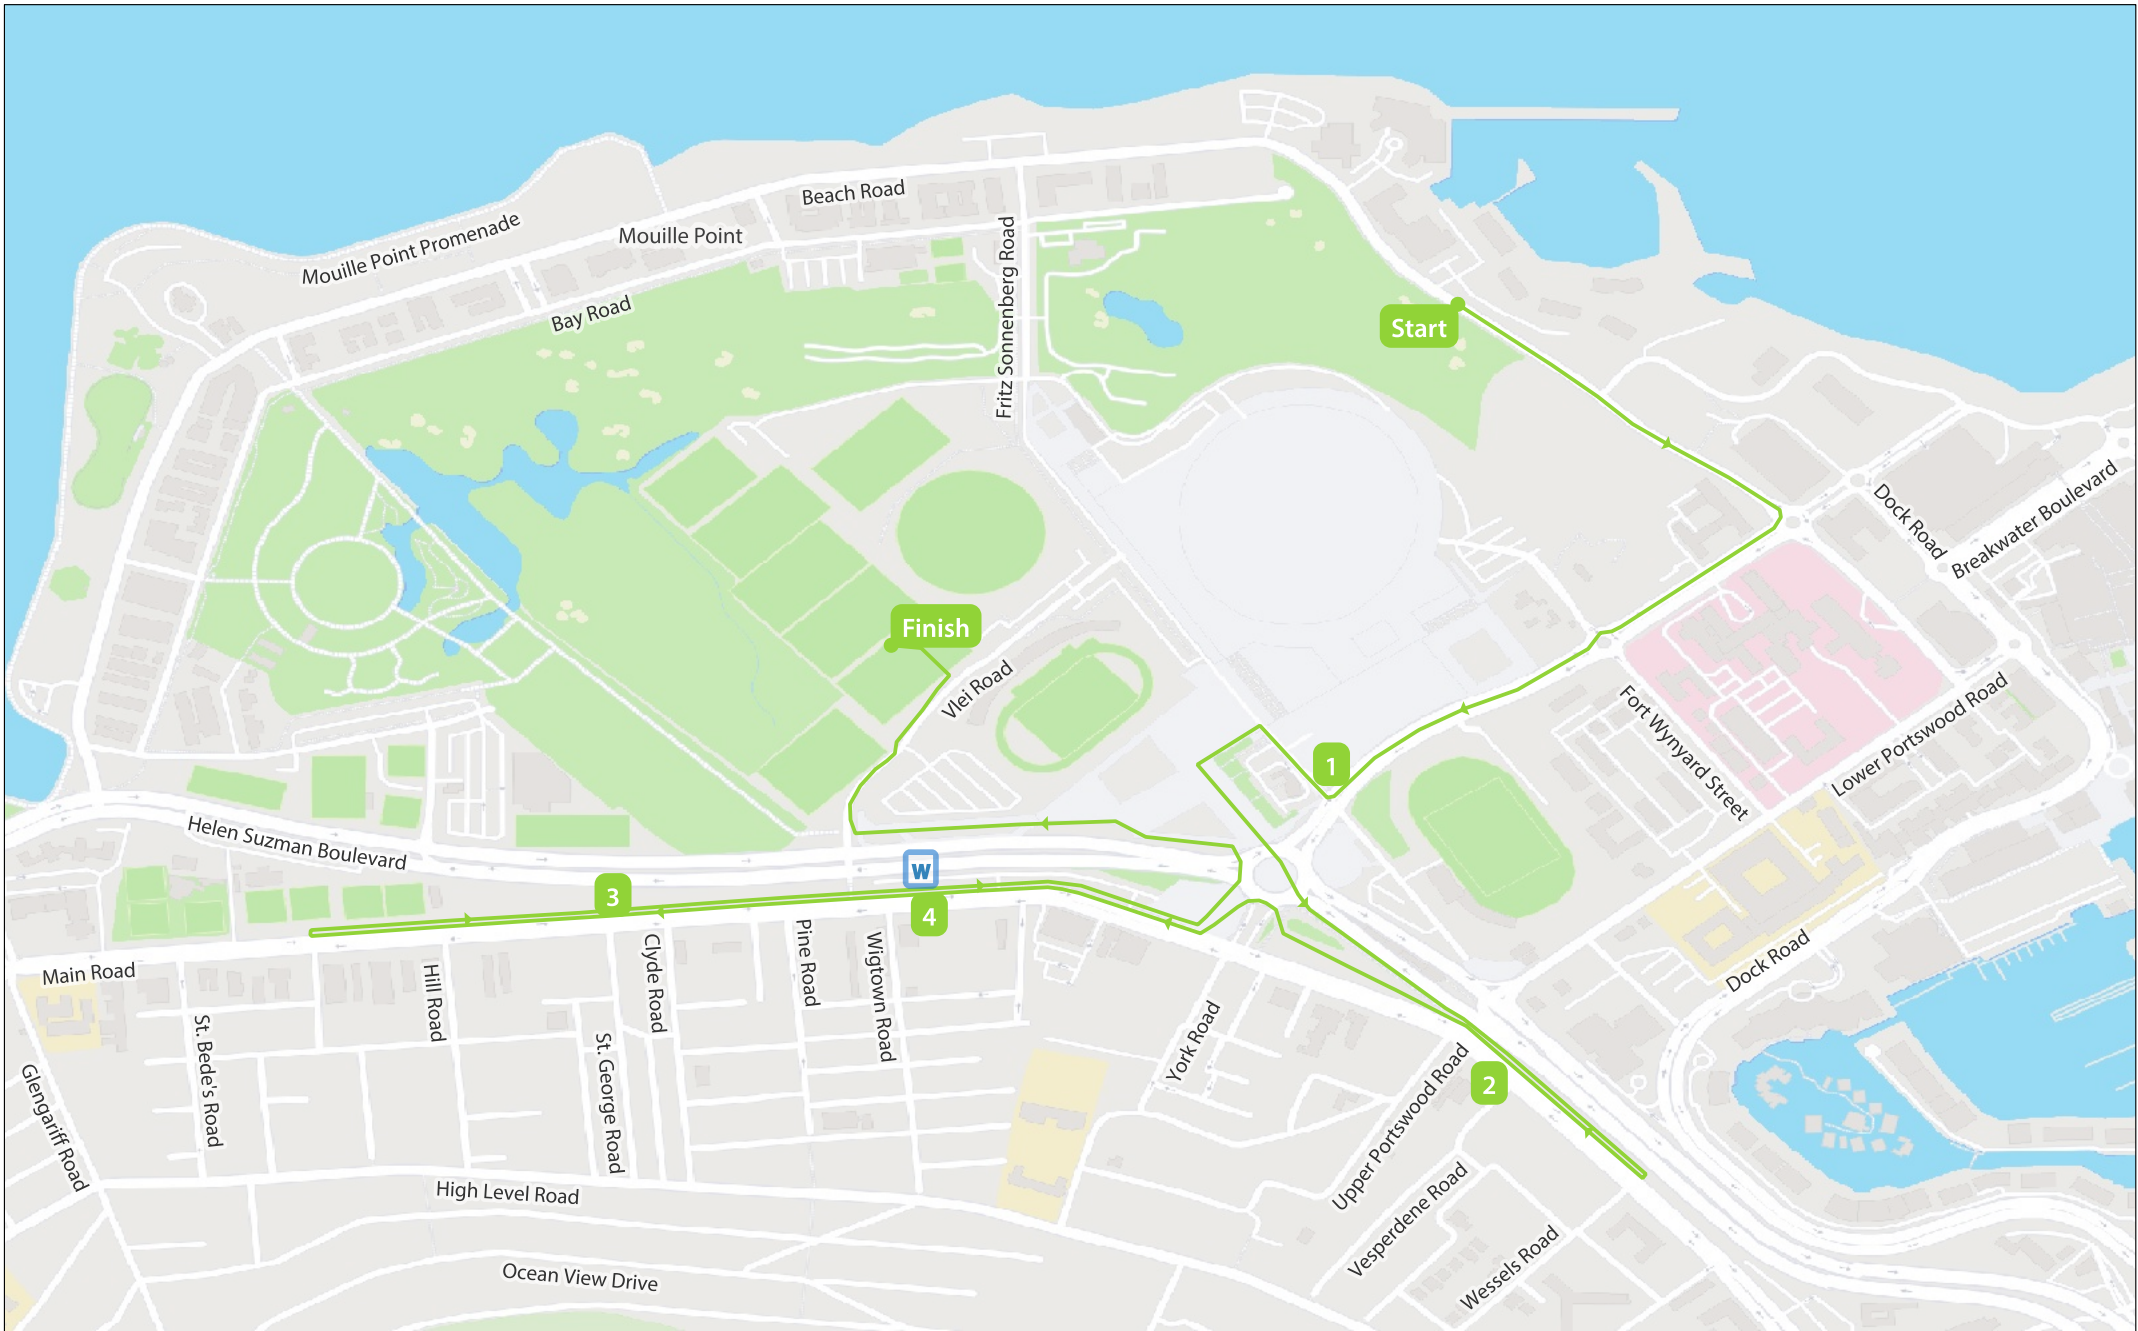 Beach Road
Mouille Point
Mouille Point Promenade
Bay Road
Fritz Sonnenberg Road
Start
Dock Road
Breakwater Boulevard
Finish
Vlei Road
Fort Wynyard Street
Lower Portswood Road
1
Helen Suzman Boulevard
W
3
4
Main Road
Hill Road
Clyde Road
Pine Road
Wigtown Road
Dock Road
St. Bede's Road
St. George Road
York Road
Upper Portswood Road
2
Glengariff Road
High Level Road
Vesperdene Road
Wessels Road
Ocean View Drive